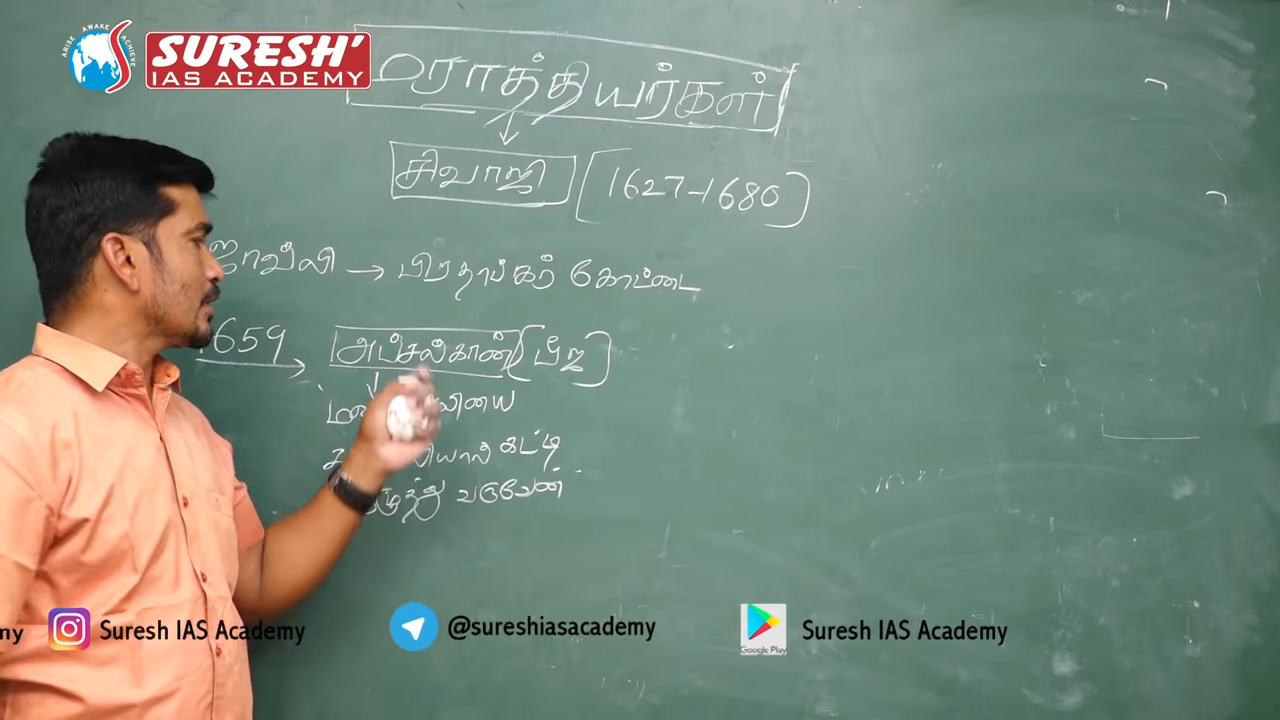 ARISE AWAKE ACHIEVE
SURESH'
IAS ACADEMY
மராத்தியர்கள்
சிவாஜி [1627-1680]
ஜாவ்லி → பிரதாப்கர் கோட்டை
1659 → அப்சல்கான் [பீஜ]
கட்டி
வருவேன்
my
Suresh IAS Academy
@sureshiasacademy
Google Play
Suresh IAS Academy